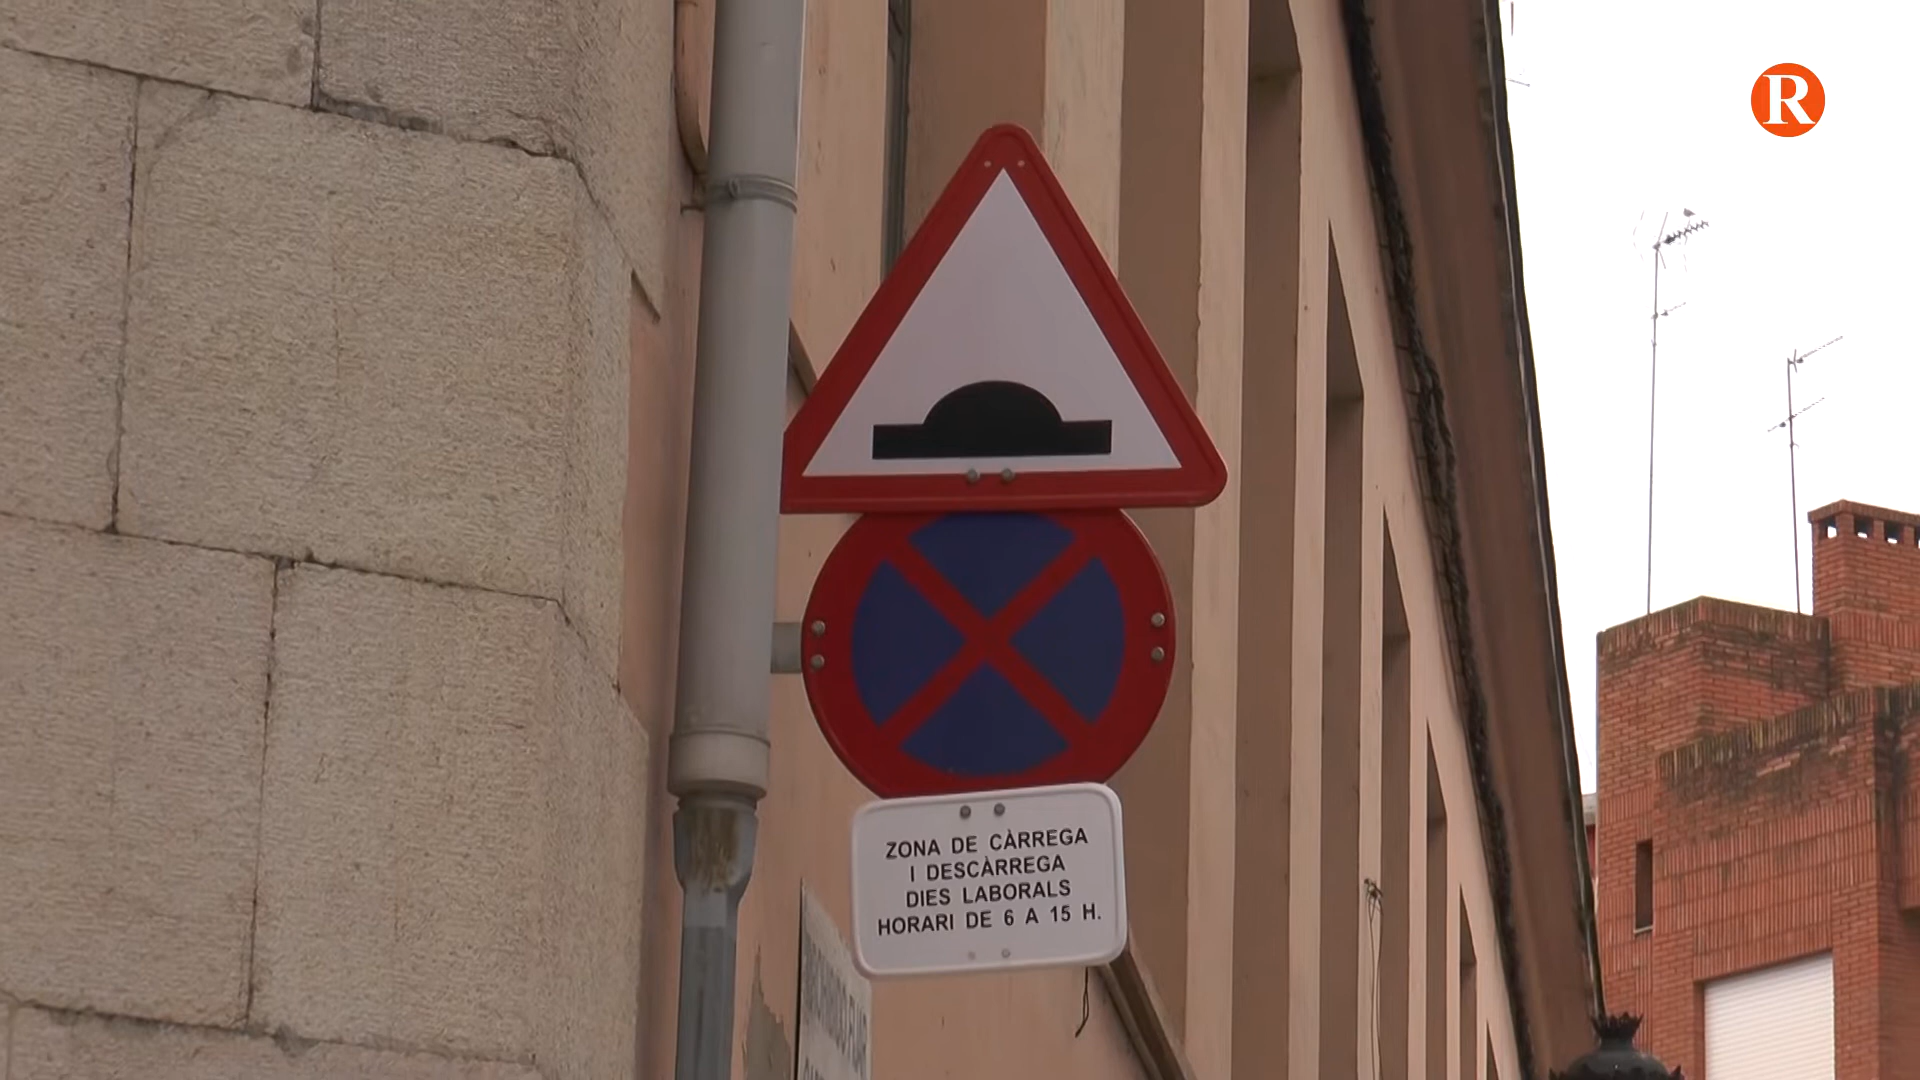 R
ZONA DE CÀRREGA
I DESCÀRREGA
DIES LABORALS
HORARI DE 6 A 15 H.